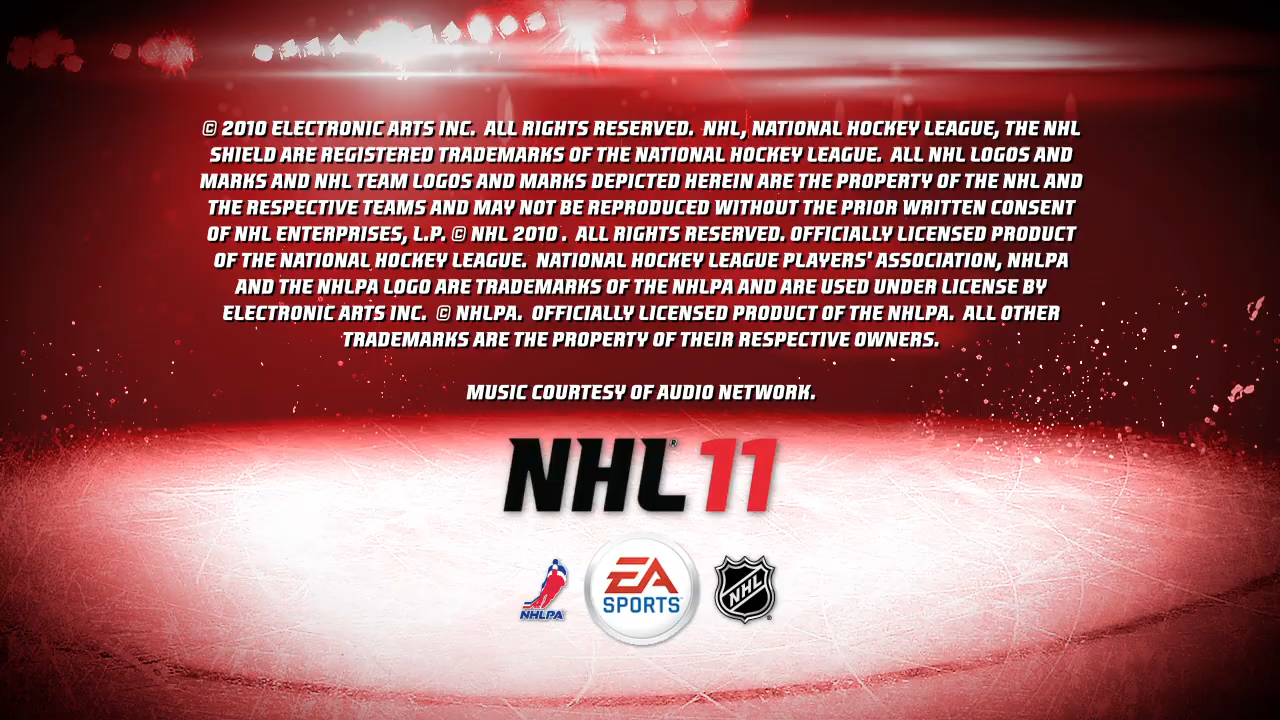 © 2010 ELECTRONIC ARTS INC.  ALL RIGHTS RESERVED.  NHL, NATIONAL HOCKEY LEAGUE, THE NHL
SHIELD ARE REGISTERED TRADEMARKS OF THE NATIONAL HOCKEY LEAGUE.  ALL NHL LOGOS AND
MARKS AND NHL TEAM LOGOS AND MARKS DEPICTED HEREIN ARE THE PROPERTY OF THE NHL AND
THE RESPECTIVE TEAMS AND MAY NOT BE REPRODUCED WITHOUT THE PRIOR WRITTEN CONSENT
OF NHL ENTERPRISES, L.P. © NHL 2010 .  ALL RIGHTS RESERVED. OFFICIALLY LICENSED PRODUCT
OF THE NATIONAL HOCKEY LEAGUE.  NATIONAL HOCKEY LEAGUE PLAYERS' ASSOCIATION, NHLPA
AND THE NHLPA LOGO ARE TRADEMARKS OF THE NHLPA AND ARE USED UNDER LICENSE BY
ELECTRONIC ARTS INC.  © NHLPA.  OFFICIALLY LICENSED PRODUCT OF THE NHLPA.  ALL OTHER
TRADEMARKS ARE THE PROPERTY OF THEIR RESPECTIVE OWNERS.
MUSIC COURTESY OF AUDIO NETWORK.
NHL® 11
NHLPA
EA
SPORTS
NHL